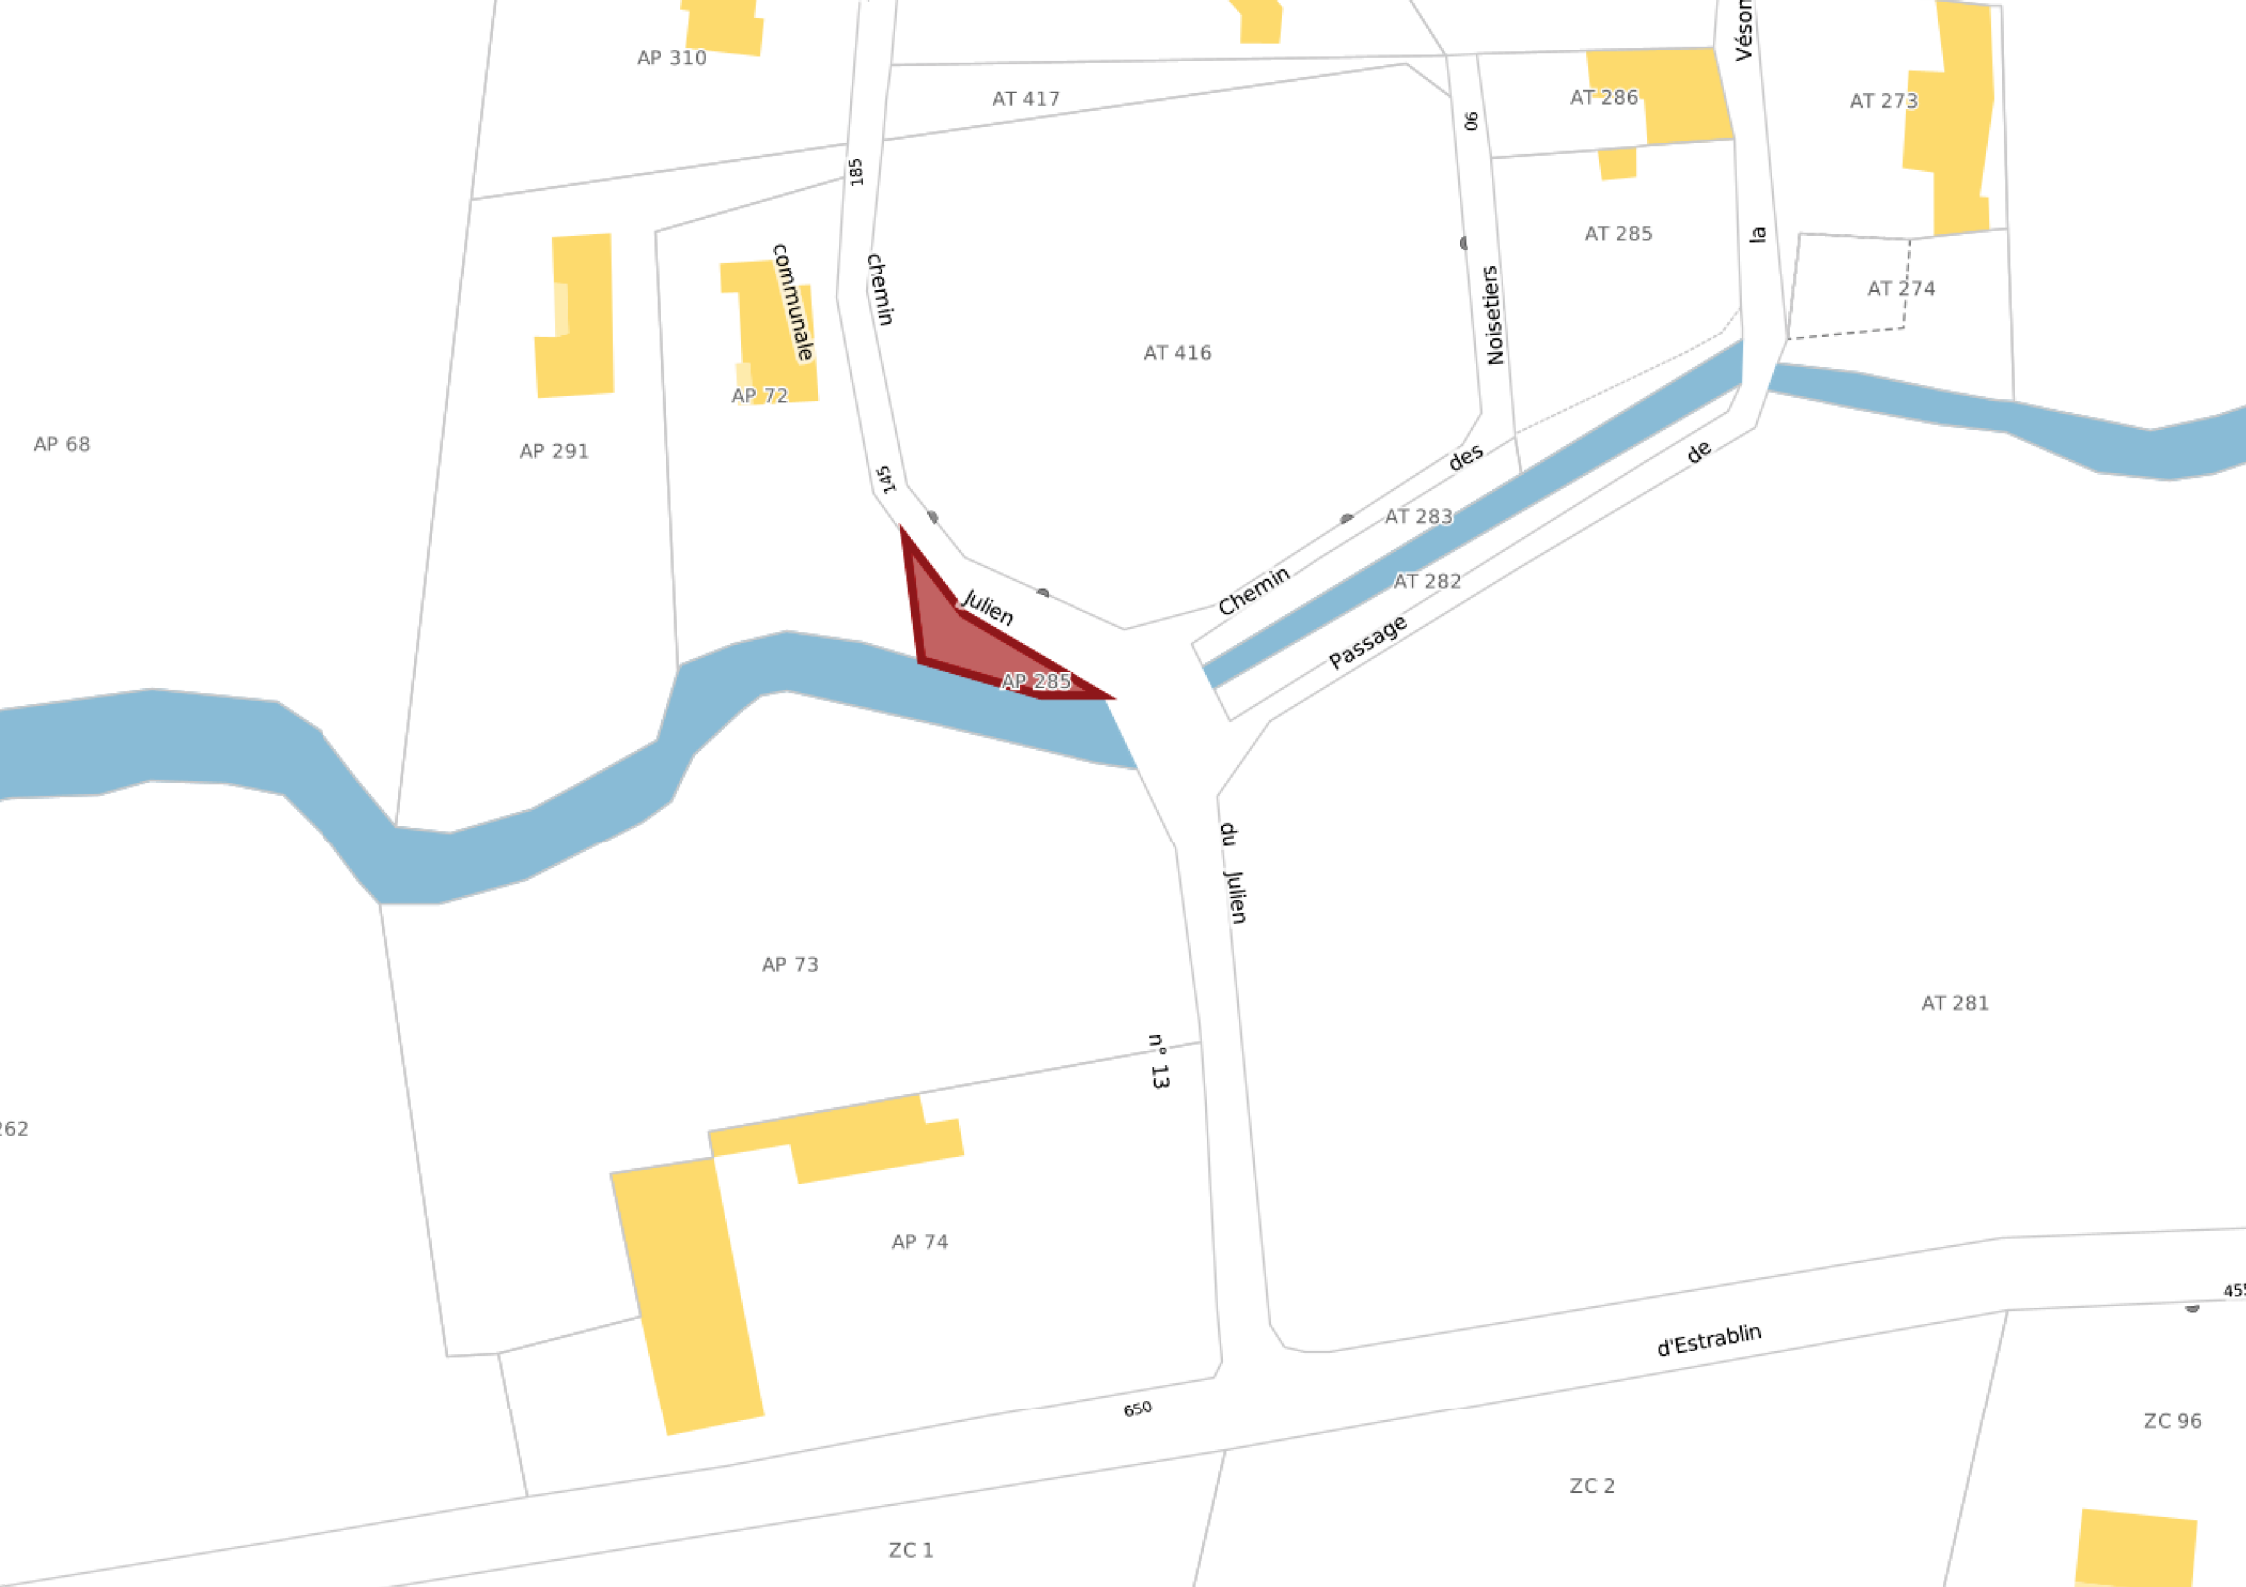 Véson
AP 310
AT 417
AT 286
AT 273
90
185
la
AT 285
communale
chemin
AT 274
Noisetiers
AT 416
AP 72
AP 68
AP 291
des
de
145
AT 283
AT 282
Chemin
Julien
Passage
AP 285
du Julien
AP 73
AT 281
n° 13
262
AP 74
455
d'Estrablin
650
ZC 96
ZC 2
ZC 1